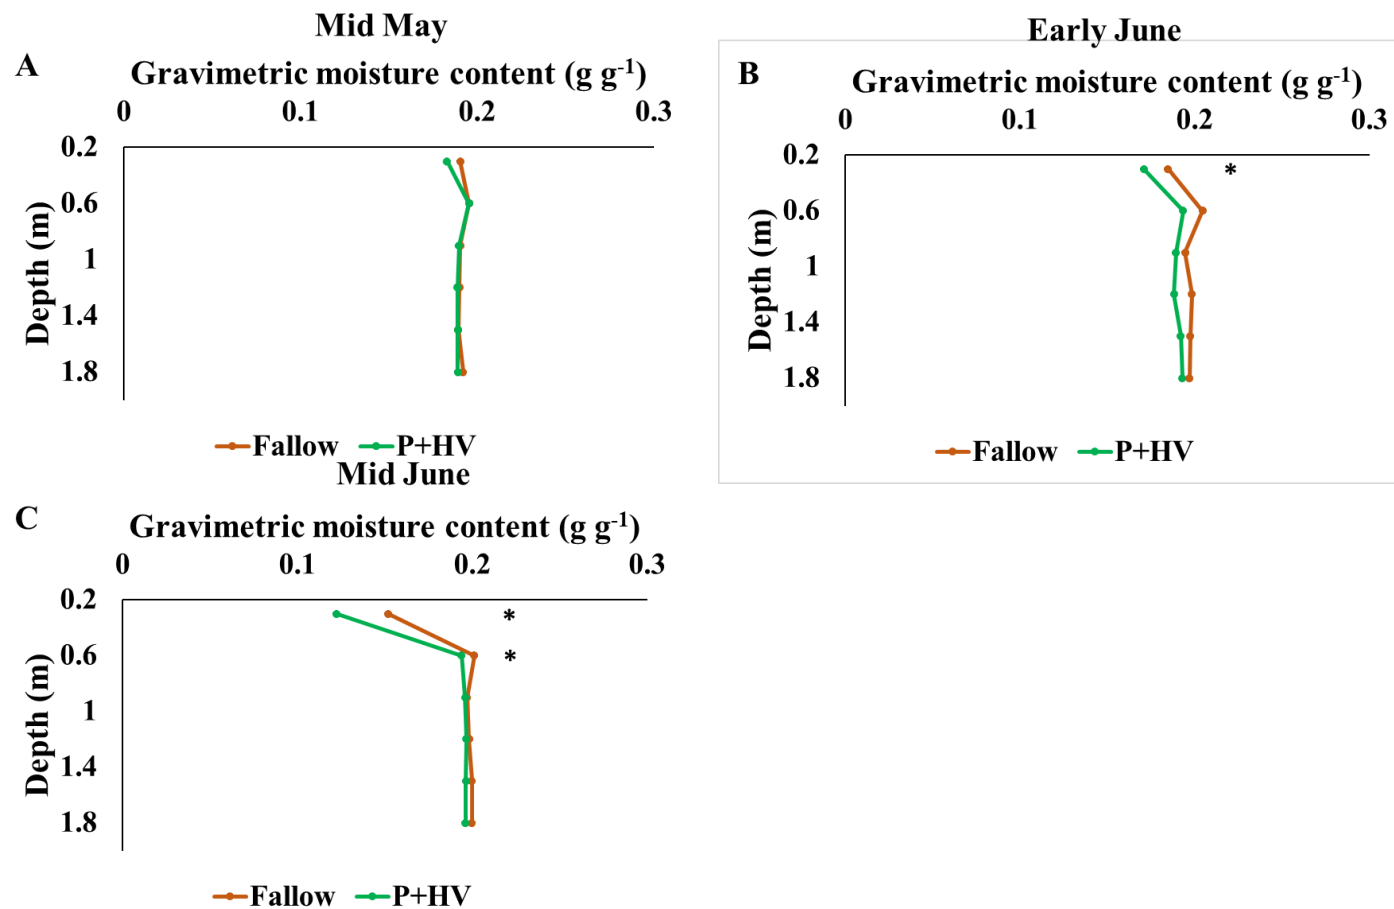 Mid May
A
Gravimetric moisture content (g g-1)
0 0.1 0.2 0.3
0.2
0.6
1
1.4
1.8
Depth (m)
Fallow P+HV
Early June
B
Gravimetric moisture content (g g-1)
0 0.1 0.2 0.3
0.2
*
0.6
1
1.4
1.8
Depth (m)
Fallow P+HV
Mid June
C
Gravimetric moisture content (g g-1)
0 0.1 0.2 0.3
0.2
*
0.6
*
1
1.4
1.8
Depth (m)
Fallow P+HV